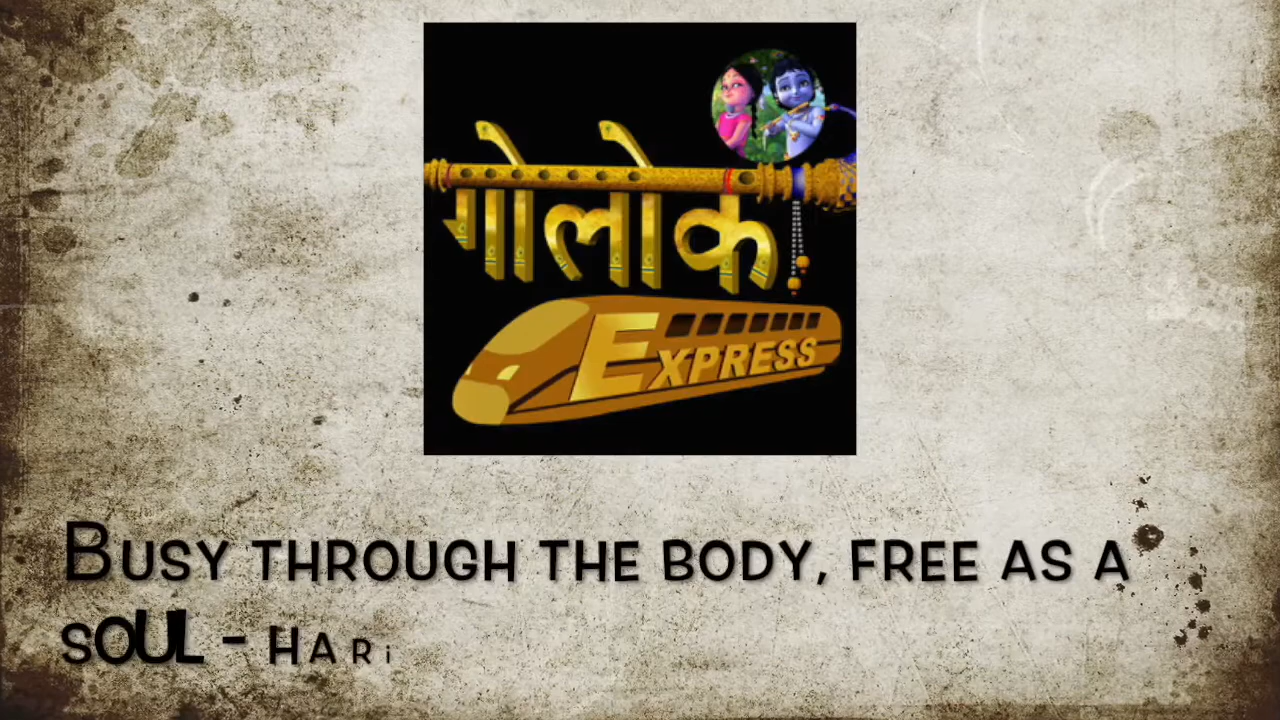 गोलोक
EXPRESS
BUSY THROUGH THE BODY, FREE AS A
SOUL - HARi